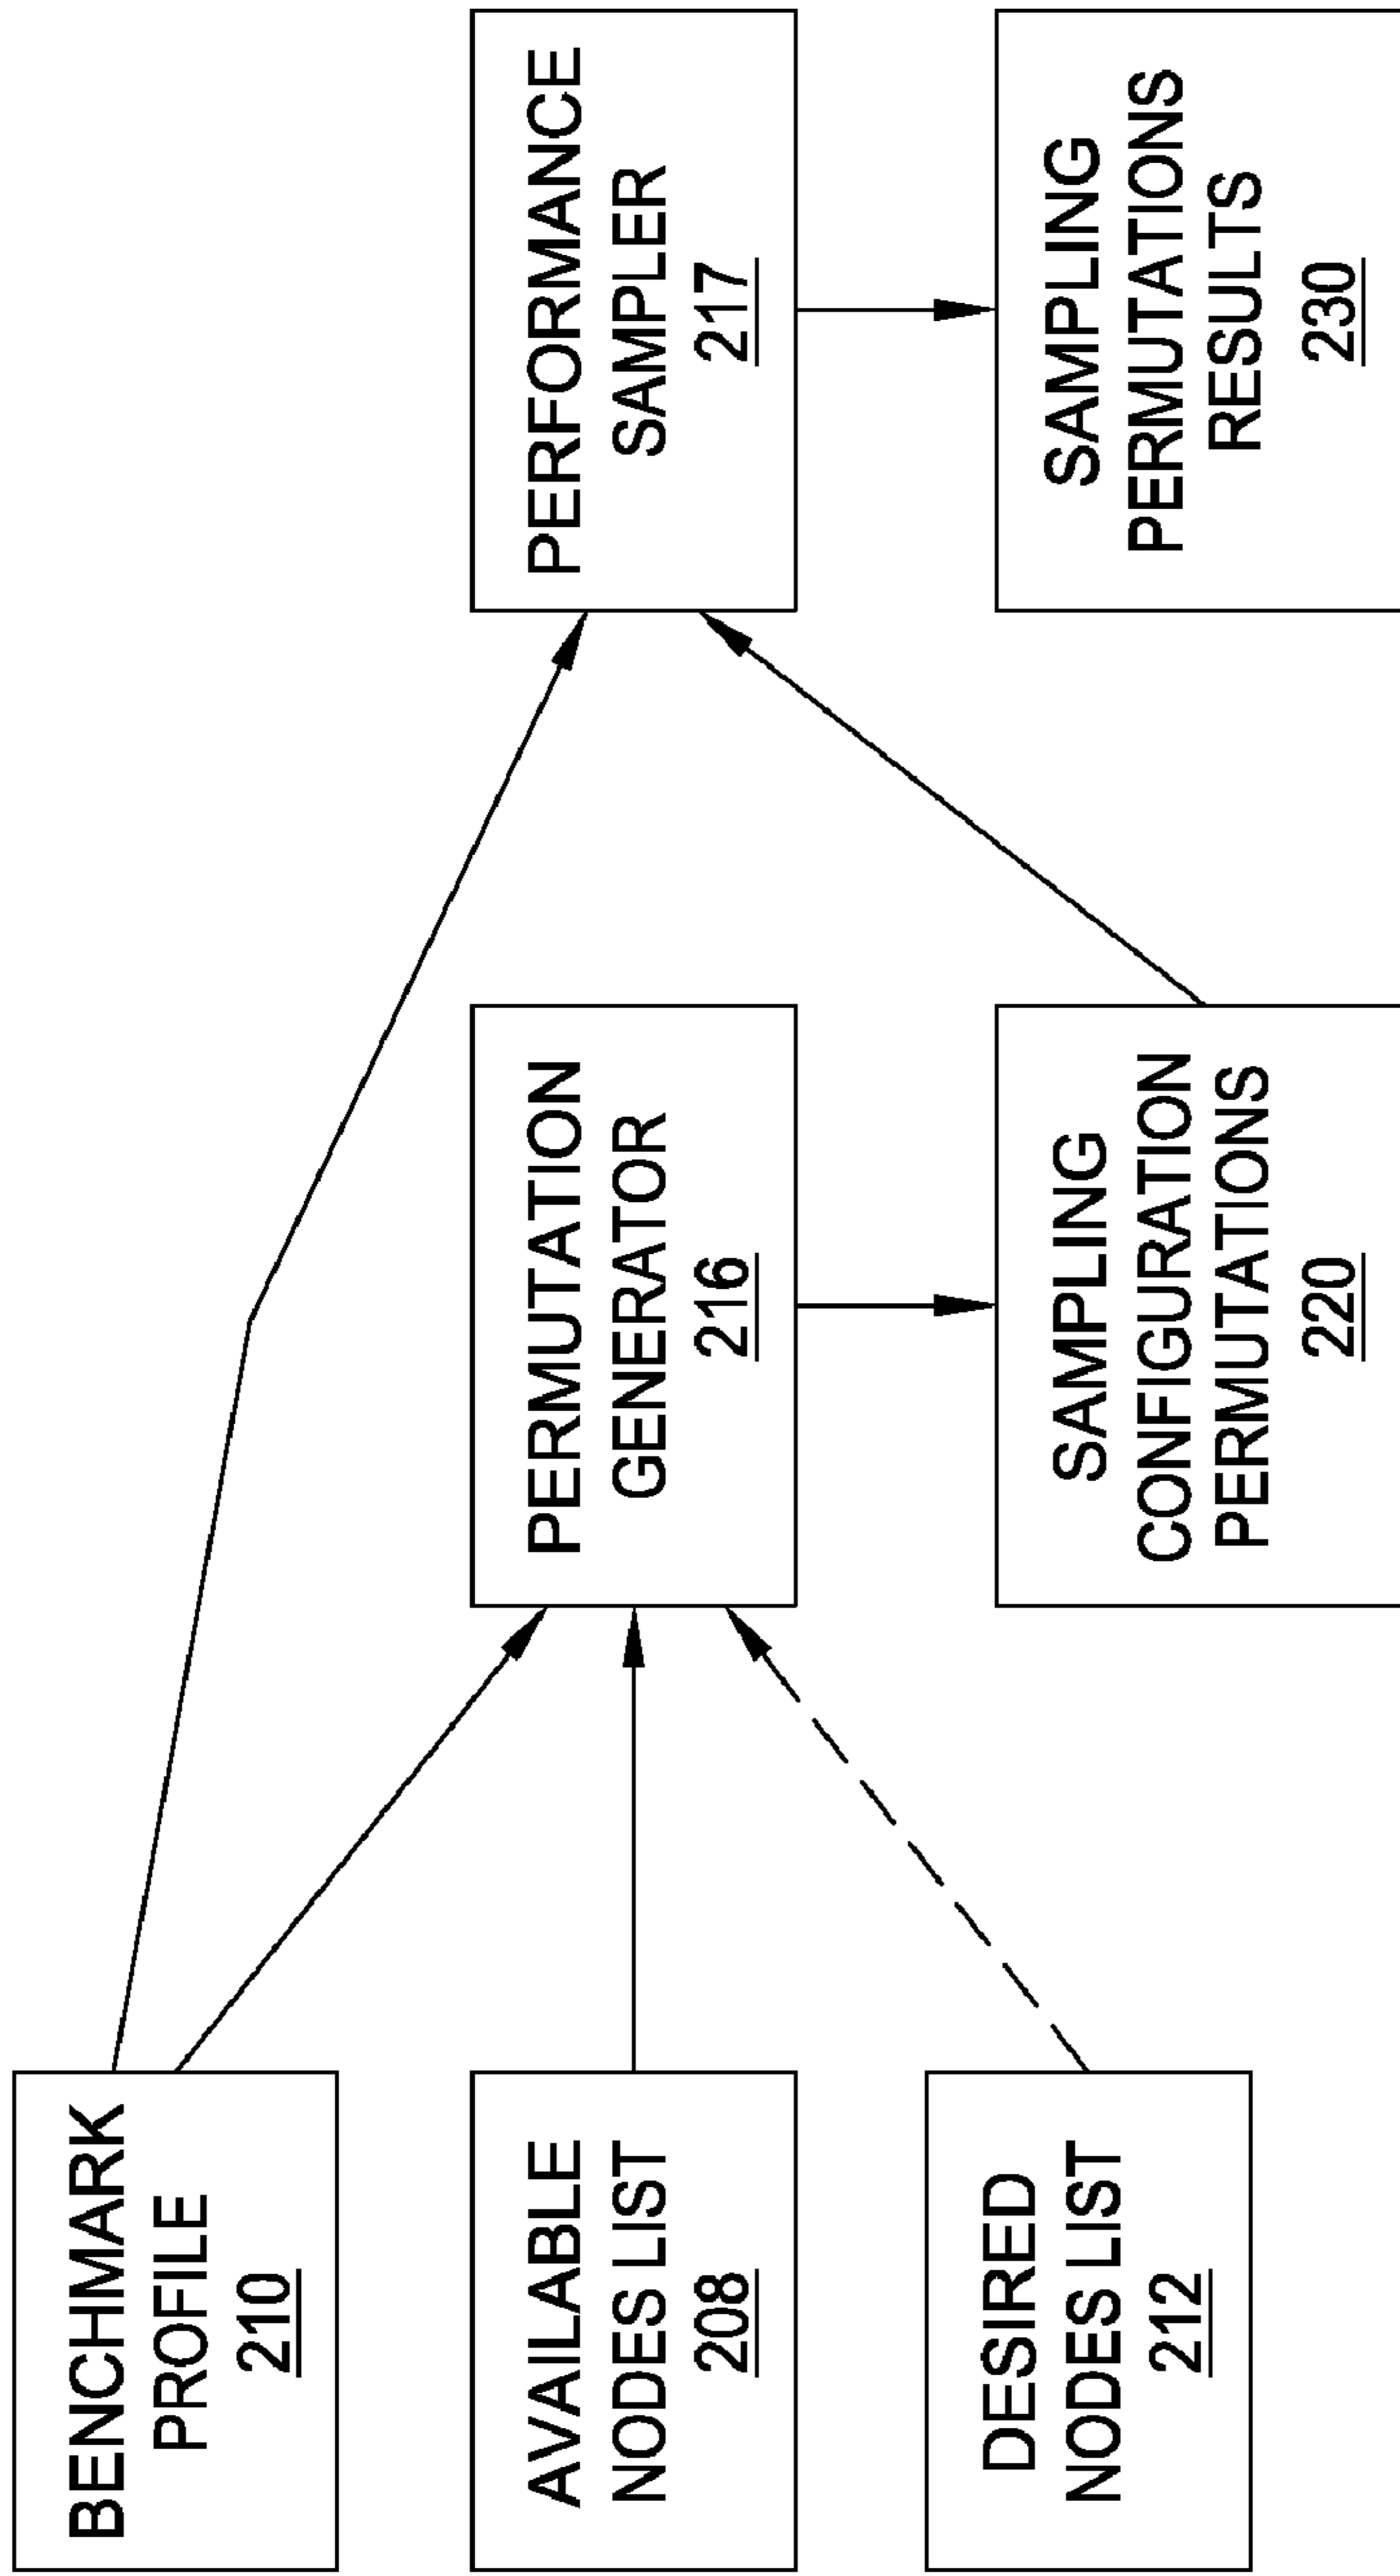 BENCHMARK
PROFILE
210
AVAILABLE
NODES LIST
208
DESIRED
NODES LIST
212
PERMUTATION
GENERATOR
216
SAMPLING
CONFIGURATION
PERMUTATIONS
220
PERFORMANCE
SAMPLER
217
SAMPLING
PERMUTATIONS
RESULTS
230